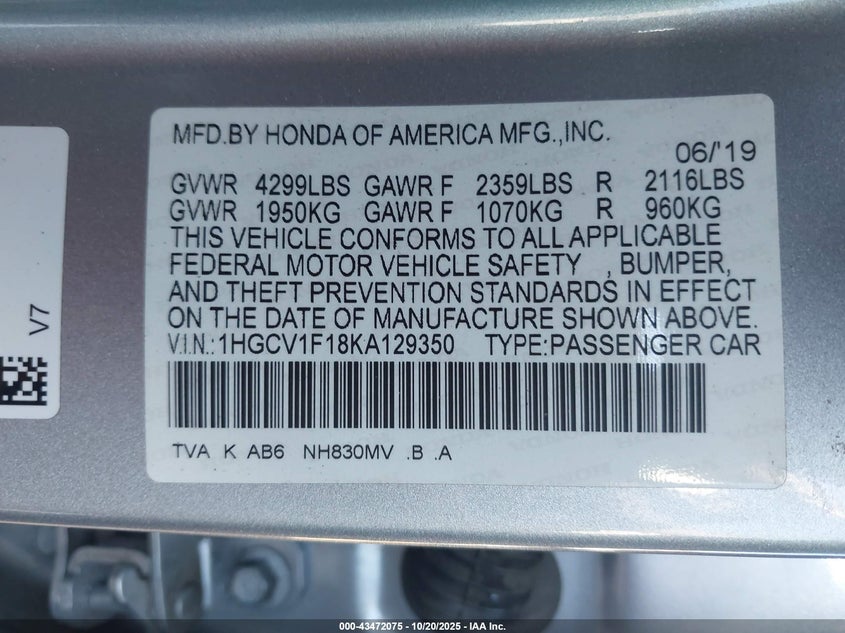 MFD.BY HONDA OF AMERICA MFG.,INC.
06/'19
GVWR 4299LBS GAWR F 2359LBS R 2116LBS
GVWR 1950KG GAWR F 1070KG R 960KG
THIS VEHICLE CONFORMS TO ALL APPLICABLE
FEDERAL MOTOR VEHICLE SAFETY , BUMPER,
AND THEFT PREVENTION STANDARDS IN EFFECT
ON THE DATE OF MANUFACTURE SHOWN ABOVE.
V.I.N.:1HGCV1F18KA129350 TYPE:PASSENGER CAR
TVA K AB6 NH830MV .B .A
V7
000-43472075 - 10/20/2025 - IAA Inc.